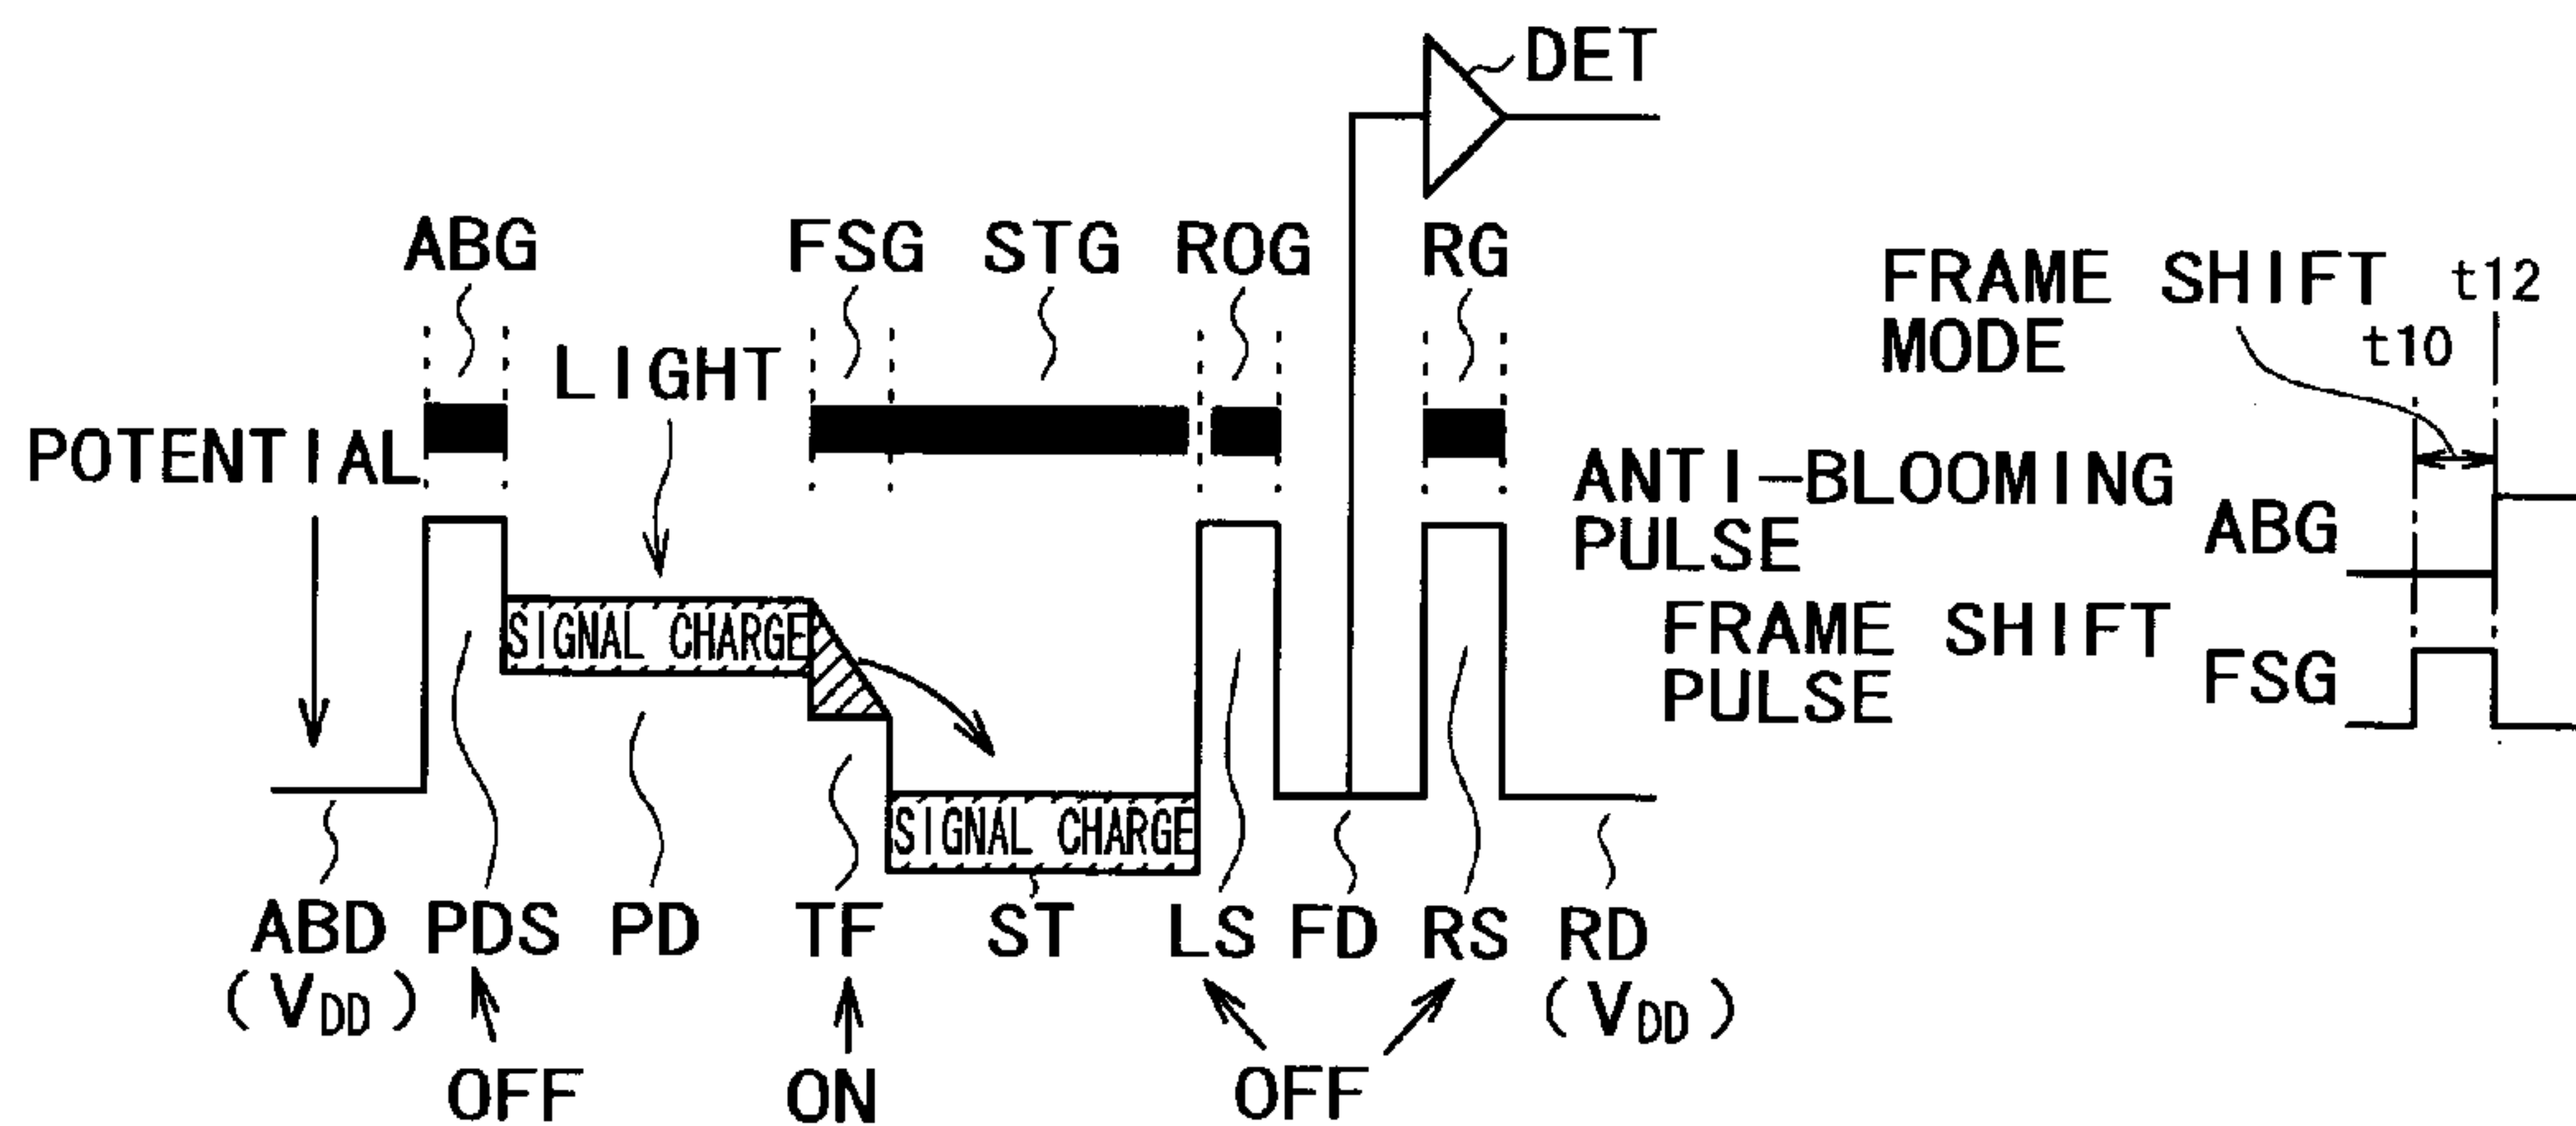 DET
ABG
FSG
STG
ROG
RG
LIGHT
POTENTIAL
SIGNAL CHARGE
SIGNAL CHARGE
ABD
(VDD)
PDS
PD
TF
ST
LS
FD
RS
RD
(VDD)
OFF
ON
OFF
FRAME SHIFT
MODE
t10
t12
ANTI-BLOOMING
PULSE
ABG
FRAME SHIFT
PULSE
FSG